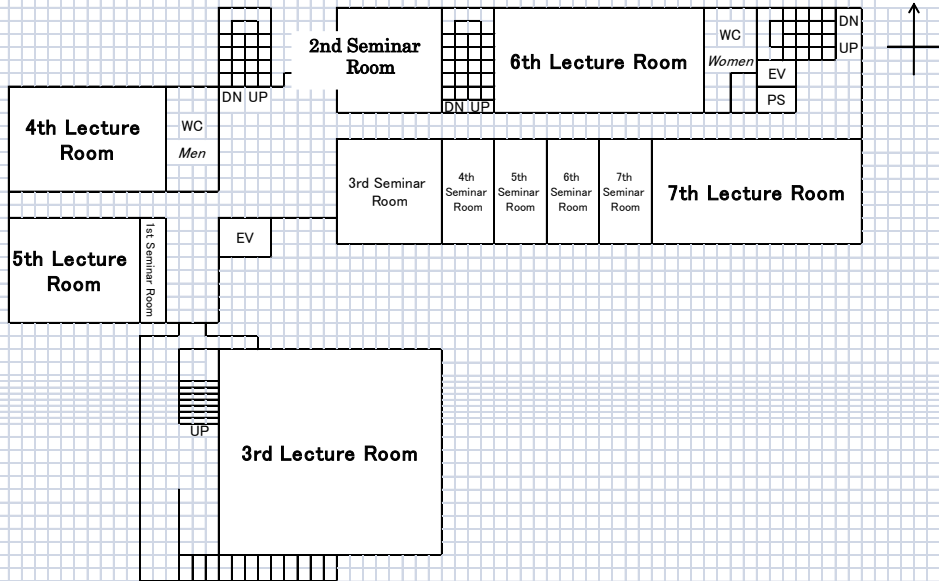 2nd Seminar
Room
DN UP
DN UP
6th Lecture Room
WC
Women
DN
UP
EV
PS
4th Lecture
Room
WC
Men
3rd Seminar
Room
4th
Seminar
Room
5th
Seminar
Room
6th
Seminar
Room
7th
Seminar
Room
7th Lecture Room
5th Lecture
Room
1st Seminar Room
EV
UP
3rd Lecture Room